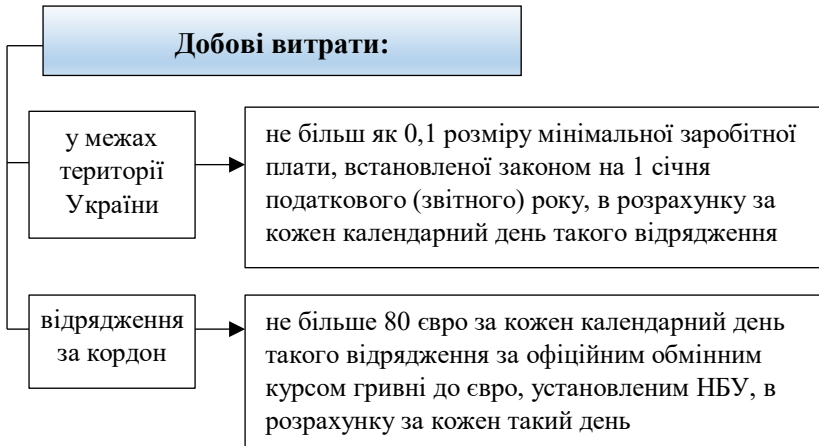 Добові витрати:
у межах
території
України
не більш як 0,1 розміру мінімальної заробітної
плати, встановленої законом на 1 січня
податкового (звітного) року, в розрахунку за
кожен календарний день такого відрядження
відрядження
за кордон
не більше 80 євро за кожен календарний день
такого відрядження за офіційним обмінним
курсом гривні до євро, установленим НБУ, в
розрахунку за кожен такий день